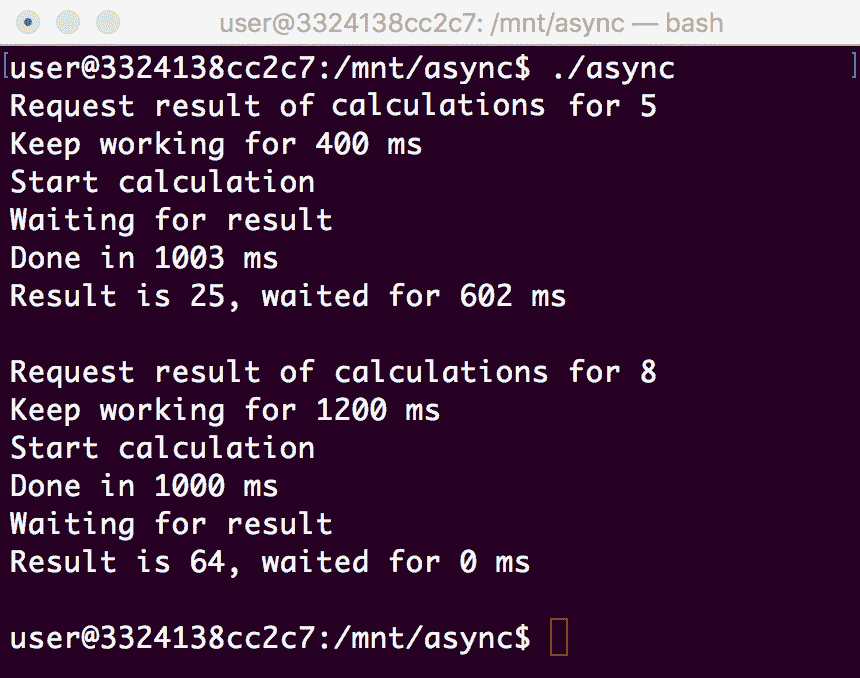 user@3324138cc2c7: /mnt/async — bash
[user@3324138cc2c7:/mnt/async$ ./async ]
Request result of calculations for 5
Keep working for 400 ms
Start calculation
Waiting for result
Done in 1003 ms
Result is 25, waited for 602 ms
Request result of calculations for 8
Keep working for 1200 ms
Start calculation
Done in 1000 ms
Waiting for result
Result is 64, waited for 0 ms
user@3324138cc2c7:/mnt/async$